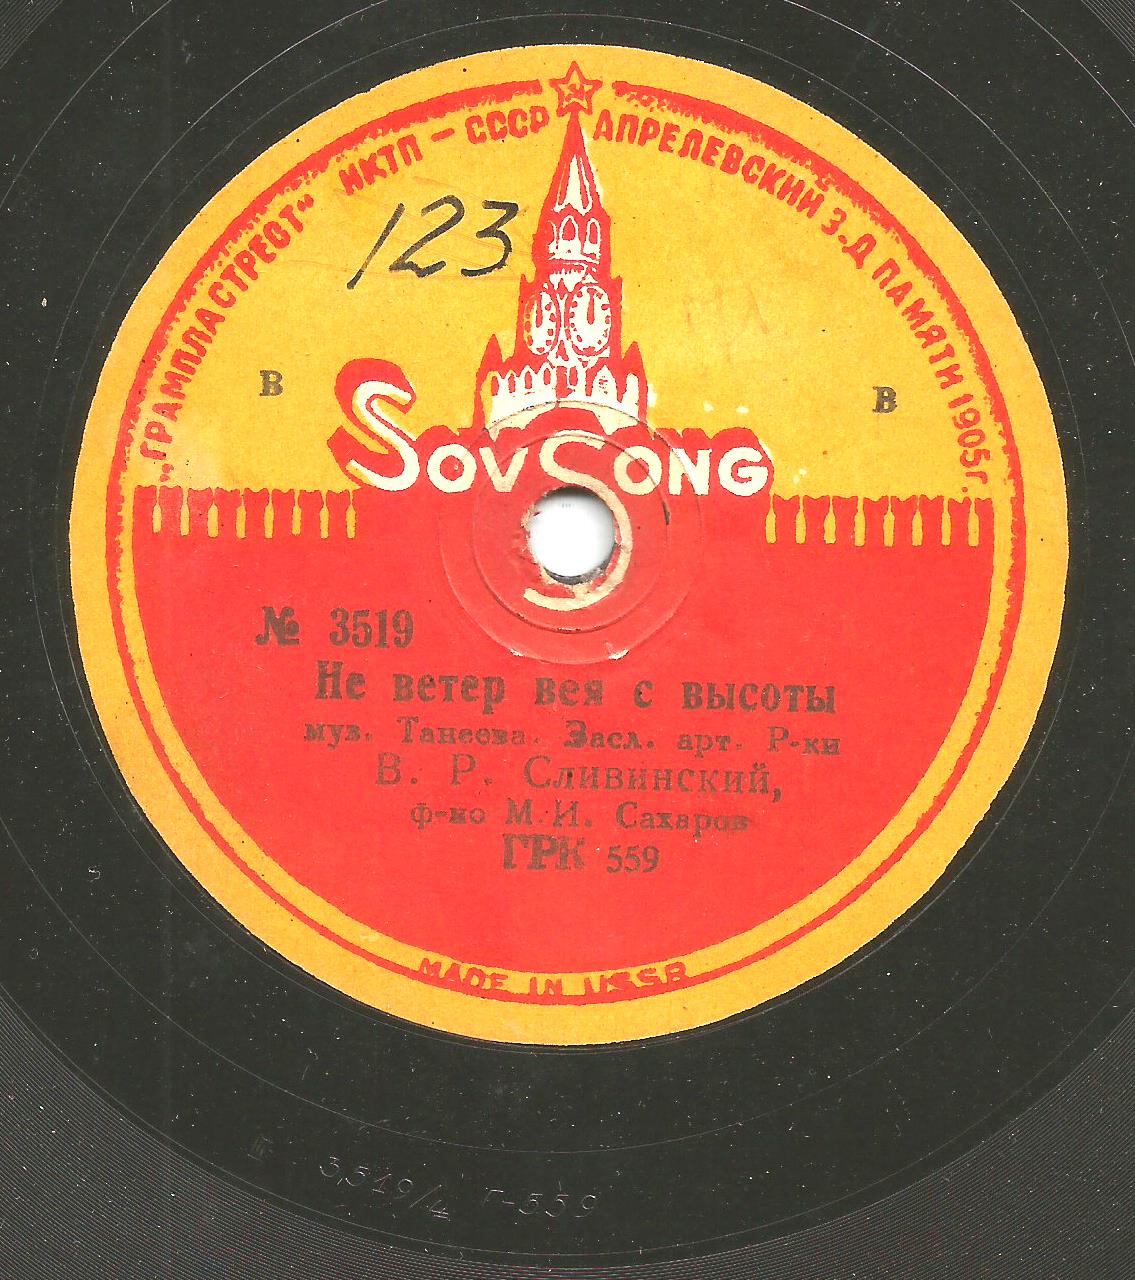 „ГРАМПЛАСТРЕСТ“ НКТП – СССР АПРЕЛЕВСКИЙ З.Д ПАМЯТИ 1905г.
123
В В
SOVSONG
№ 3519
Не ветер вея с высоты
муз. Танеева. Засл. арт. Р-ки
В. Р. Сливинский,
ф-но М. И. Сахаров
ГРК 559
MADE IN USSR
3519/4 Г-559